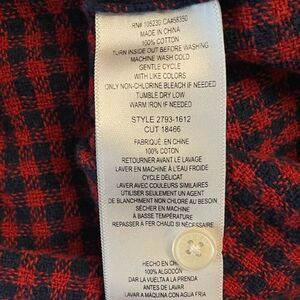 RN# 105230 CA#58350
MADE IN CHINA
100% COTTON
TURN INSIDE OUT BEFORE WASHING
MACHINE WASH COLD
GENTLE CYCLE
WITH LIKE COLORS
ONLY NON-CHLORINE BLEACH IF NEEDED
TUMBLE DRY LOW
WARM IRON IF NEEDED
STYLE 2793-1612
CUT 18466
FABRIQUÉ EN CHINE
100% COTON
RETOURNER AVANT LE LAVAGE
LAVER EN MACHINE À L'EAU FROIDE
CYCLE DÉLICAT
LAVER AVEC COULEURS SIMILAIRES
UTILISER SEULEMENT UN AGENT
DE BLANCHIMENT NON CHLORÉ AU BESOIN
SÉCHER EN MACHINE
À BASSE TEMPÉRATURE
REPASSER À FER CHAUD SI NÉCESSAIRE
HECHO EN
100% ALGODÓN
DAR LA VUELTA A LA PRENDA
ANTES DE LAVAR
LAVAR A MÁQUINA CON AGUA FRÍA